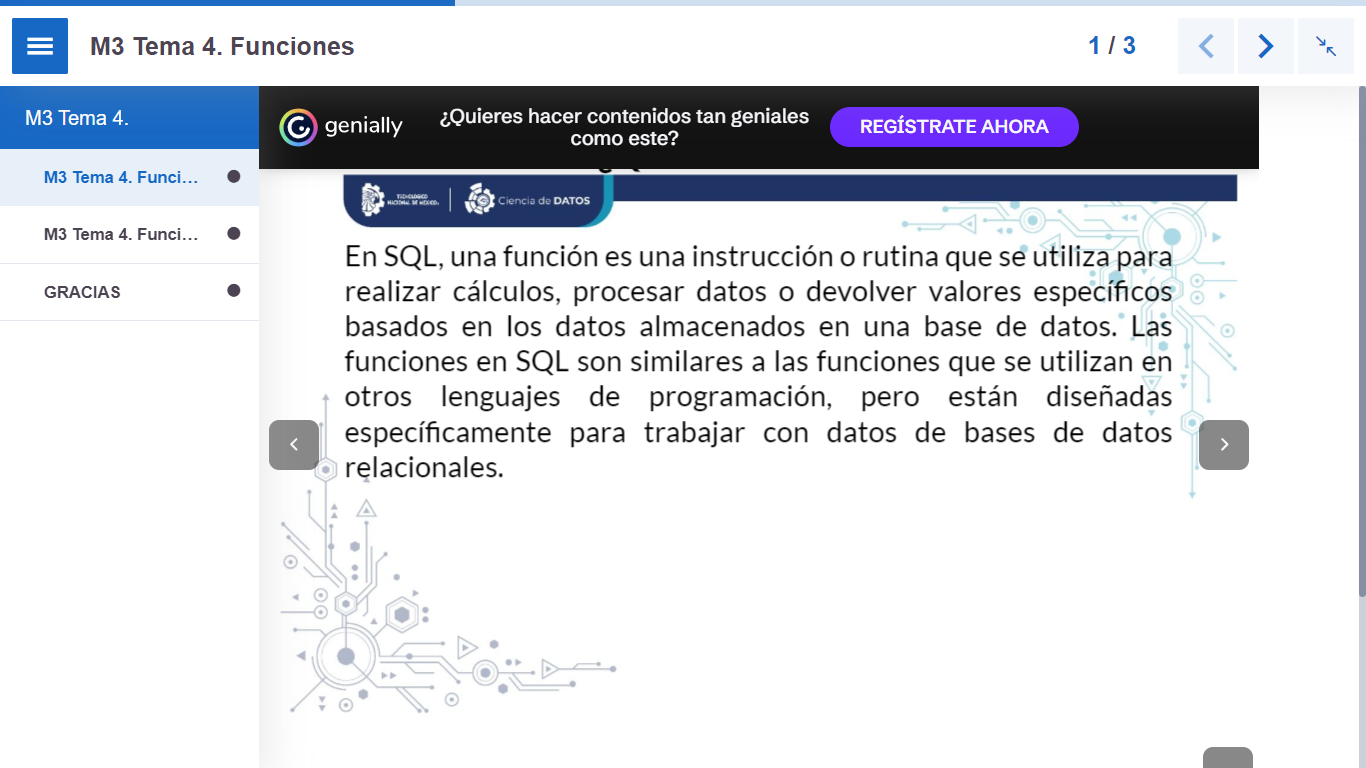 M3 Tema 4. Funciones
1 / 3
M3 Tema 4.
M3 Tema 4. Funci...
M3 Tema 4. Funci...
GRACIAS
genially
¿Quieres hacer contenidos tan geniales
como este?
REGÍSTRATE AHORA
TECNOLÓGICO
NACIONAL DE MÉXICO
Ciencia de DATOS
En SQL, una función es una instrucción o rutina que se utiliza para
realizar cálculos, procesar datos o devolver valores específicos
basados en los datos almacenados en una base de datos. Las
funciones en SQL son similares a las funciones que se utilizan en
otros lenguajes de programación, pero están diseñadas
específicamente para trabajar con datos de bases de datos
relacionales.